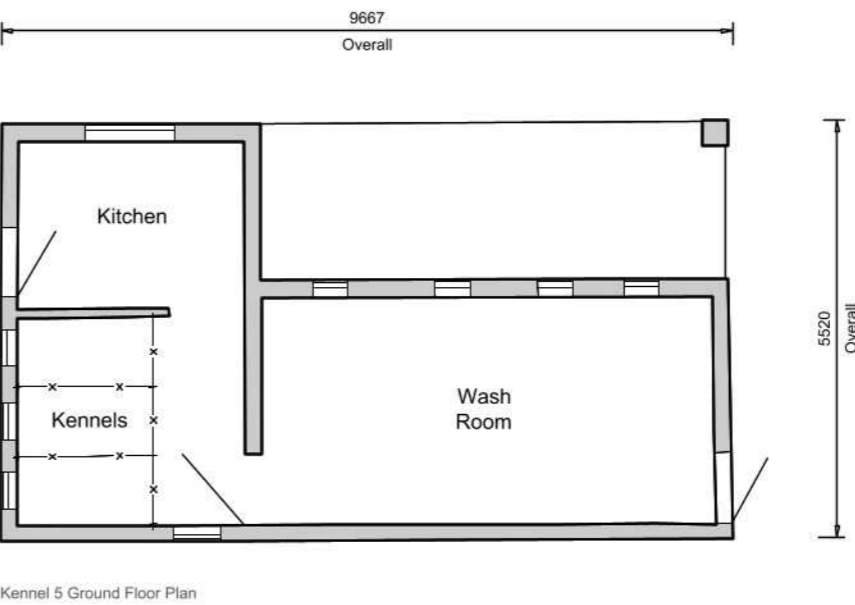 9667
Overall
Kitchen
5520
Overall
Kennels
Wash
Room
Kennel 5 Ground Floor Plan